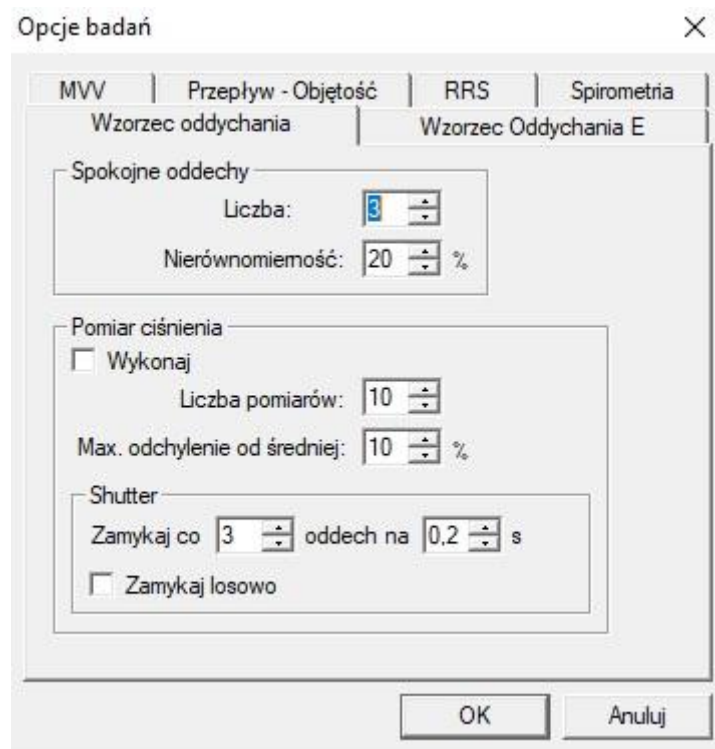 Opcje badań
MVV Przepływ - Objętość RRS Spirometria
Wzorzec oddychania Wzorzec Oddychania E
Spokojne oddechy
Liczba: 3
Nierównomierność: 20 %
Pomiar ciśnienia
Wykonaj
Liczba pomiarów: 10
Max. odchylenie od średniej: 10 %
Shutter
Zamykaj co 3 oddech na 0,2 s
Zamykaj losowo
OK Anuluj